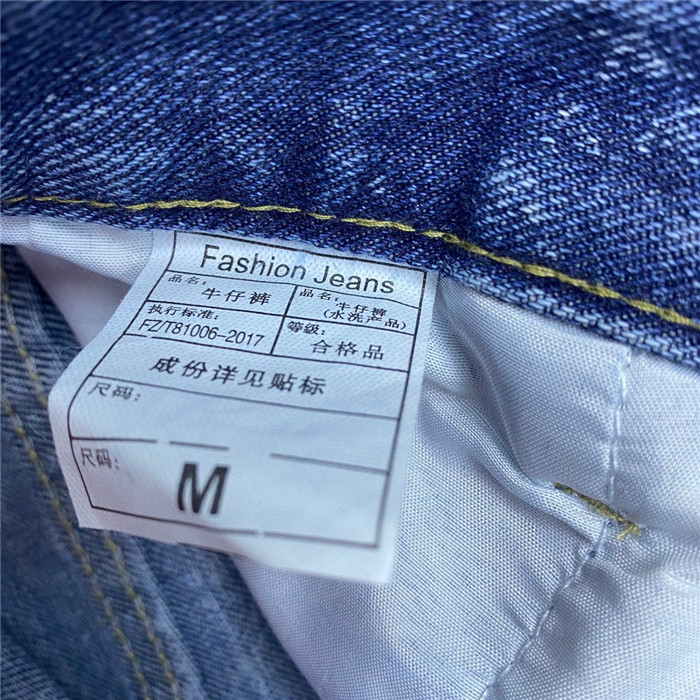 Fashion Jeans
品名: 牛仔裤 品名: 牛仔裤
(水洗产品)
执行标准: FZ/T81006-2017 等级: 合格品
成份详见贴标
尺码:
尺码: M